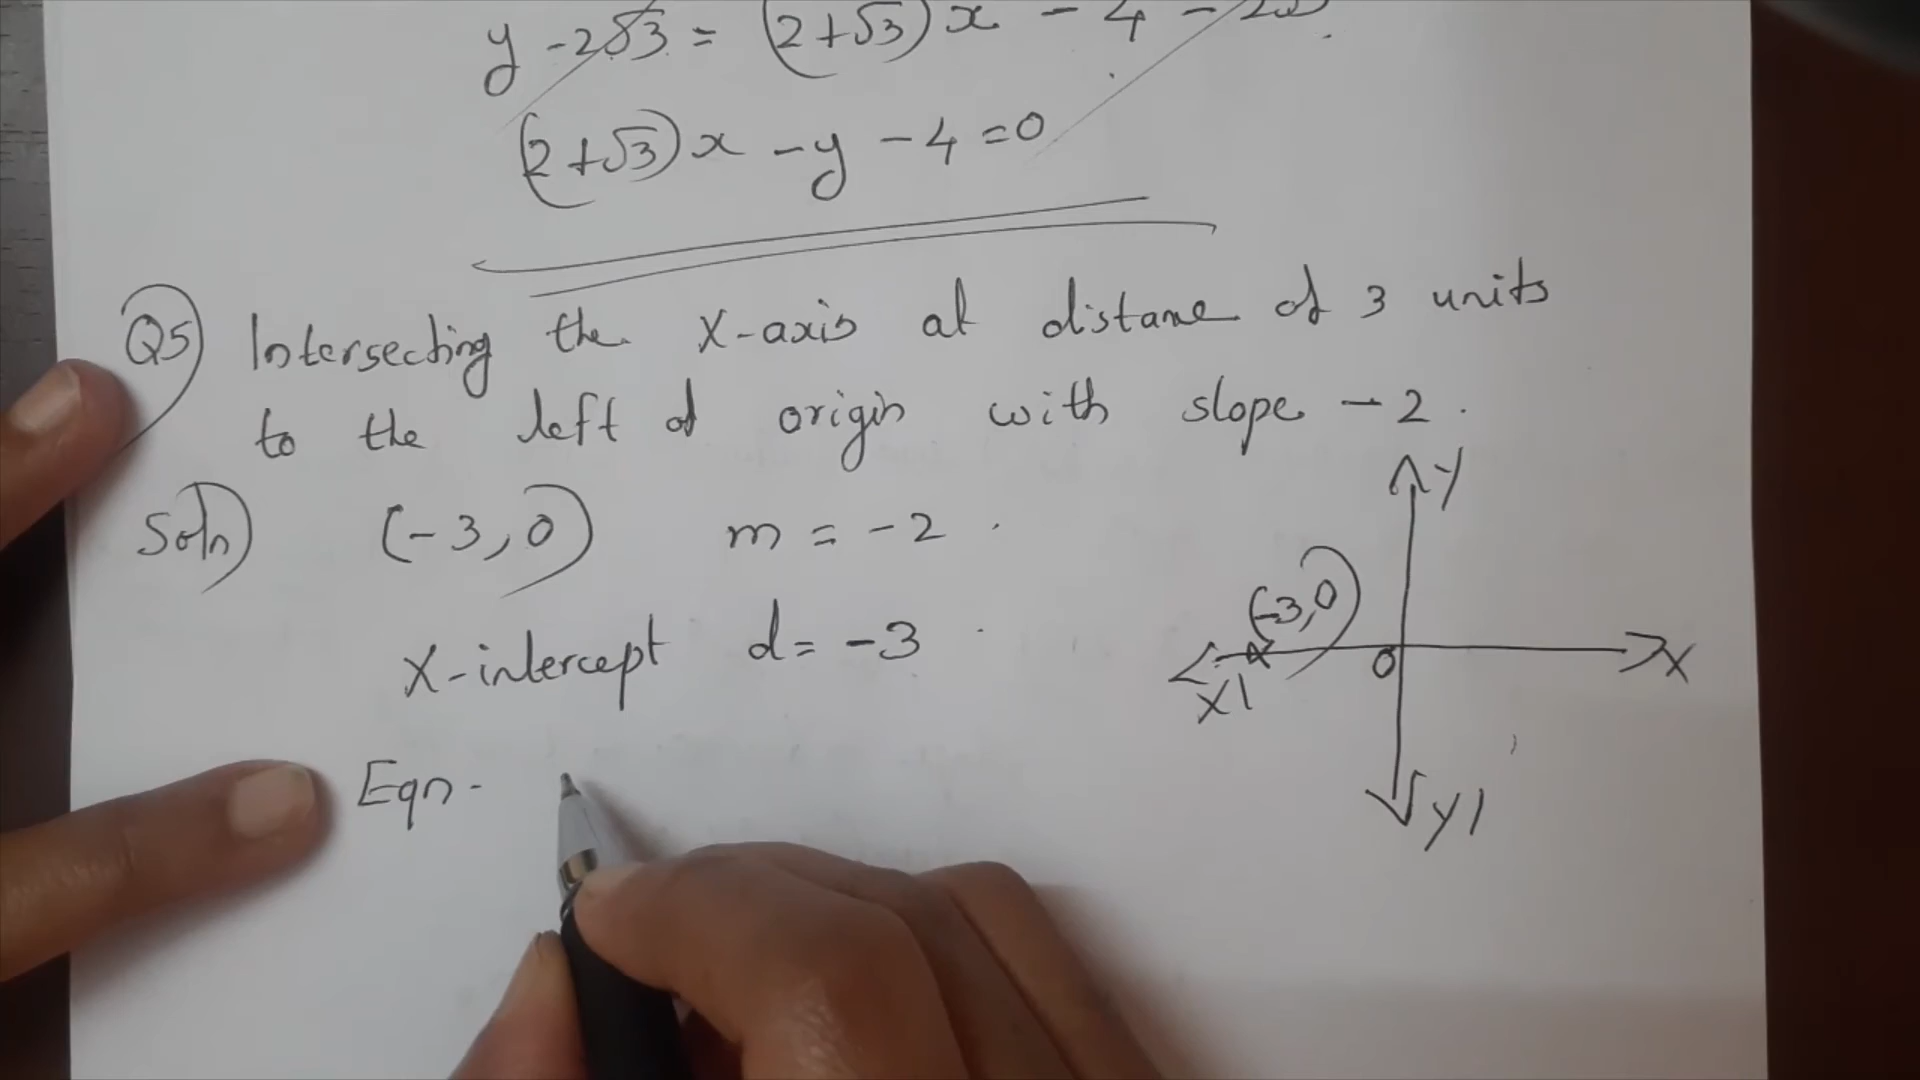 y - 2√3 = (2+√3)x - 4 -
(2+√3)x - y - 4 = 0
Q5) Intersecting the X-axis at distane of 3 units
to the left of origin with slope - 2.
Soln) (-3,0) m = -2.
X-intercept d = -3.
Eqn.
Y
(-3,0)
O
X
X|
Y|